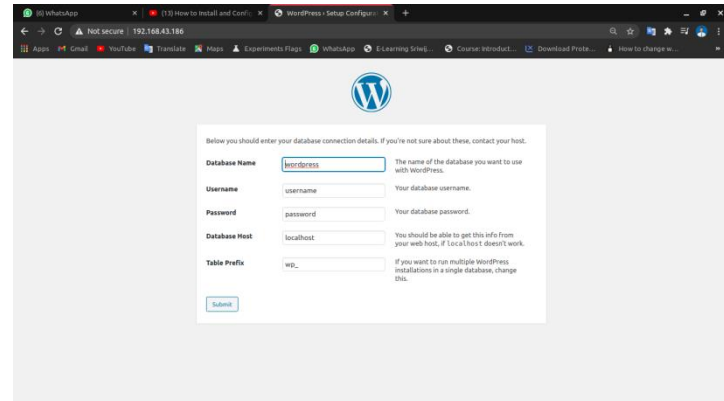 (6) WhatsApp
(13) How to Install and Config
WordPress › Setup Configurat
Not secure | 192.168.43.186
Apps
Gmail
YouTube
Translate
Maps
Experiments Flags
WhatsApp
E-Learning Sriwij...
Course: Introduct...
Download Prote...
How to change w...
Below you should enter your database connection details. If you're not sure about these, contact your host.
Database Name
wordpress
The name of the database you want to use
with WordPress.
Username
username
Your database username.
Password
password
Your database password.
Database Host
localhost
You should be able to get this info from
your web host, if localhost doesn't work.
Table Prefix
wp_
If you want to run multiple WordPress
installations in a single database, change
this.
Submit